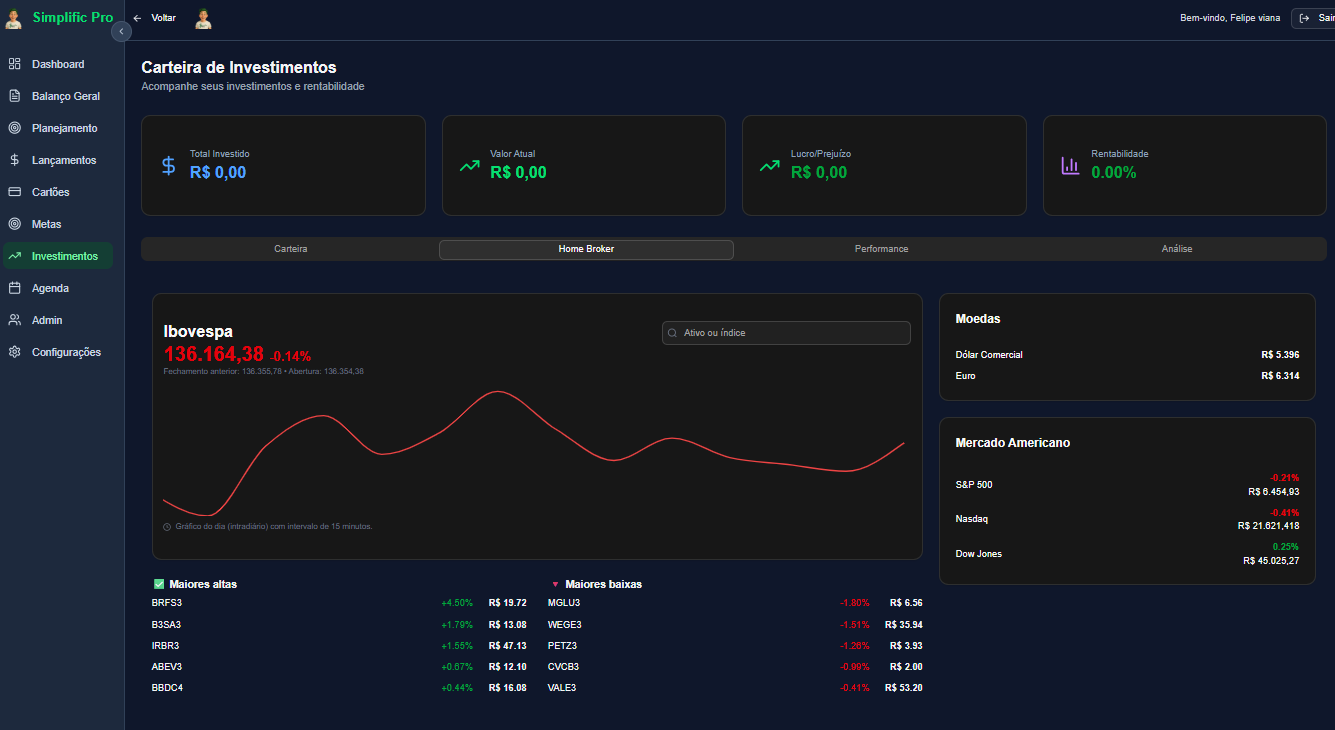 Simplific Pro
Voltar
Bem-vindo, Felipe viana
Sair
Dashboard
Balanço Geral
Planejamento
Lançamentos
Cartões
Metas
Investimentos
Agenda
Admin
Configurações
Carteira de Investimentos
Acompanhe seus investimentos e rentabilidade
Total Investido
R$ 0,00
Valor Atual
R$ 0,00
Lucro/Prejuízo
R$ 0,00
Rentabilidade
0.00%
Carteira
Home Broker
Performance
Análise
Ibovespa
Ativo ou índice
136.164,38 -0.14%
Fechamento anterior: 136.355,78 • Abertura: 136.354,38
Gráfico do dia (intradiário) com intervalo de 15 minutos.
Moedas
Dólar Comercial R$ 5.396
Euro R$ 6.314
Mercado Americano
S&P 500 -0.21%
R$ 6.454,93
Nasdaq -0.41%
R$ 21.621,418
Dow Jones 0.25%
R$ 45.025,27
Maiores altas
BRFS3 +4.50% R$ 19.72
B3SA3 +1.79% R$ 13.08
IRBR3 +1.55% R$ 47.13
ABEV3 +0.67% R$ 12.10
BBDC4 +0.44% R$ 16.08
Maiores baixas
MGLU3 -1.80% R$ 6.56
WEGE3 -1.51% R$ 35.94
PETZ3 -1.26% R$ 3.93
CVCB3 -0.99% R$ 2.00
VALE3 -0.41% R$ 53.20